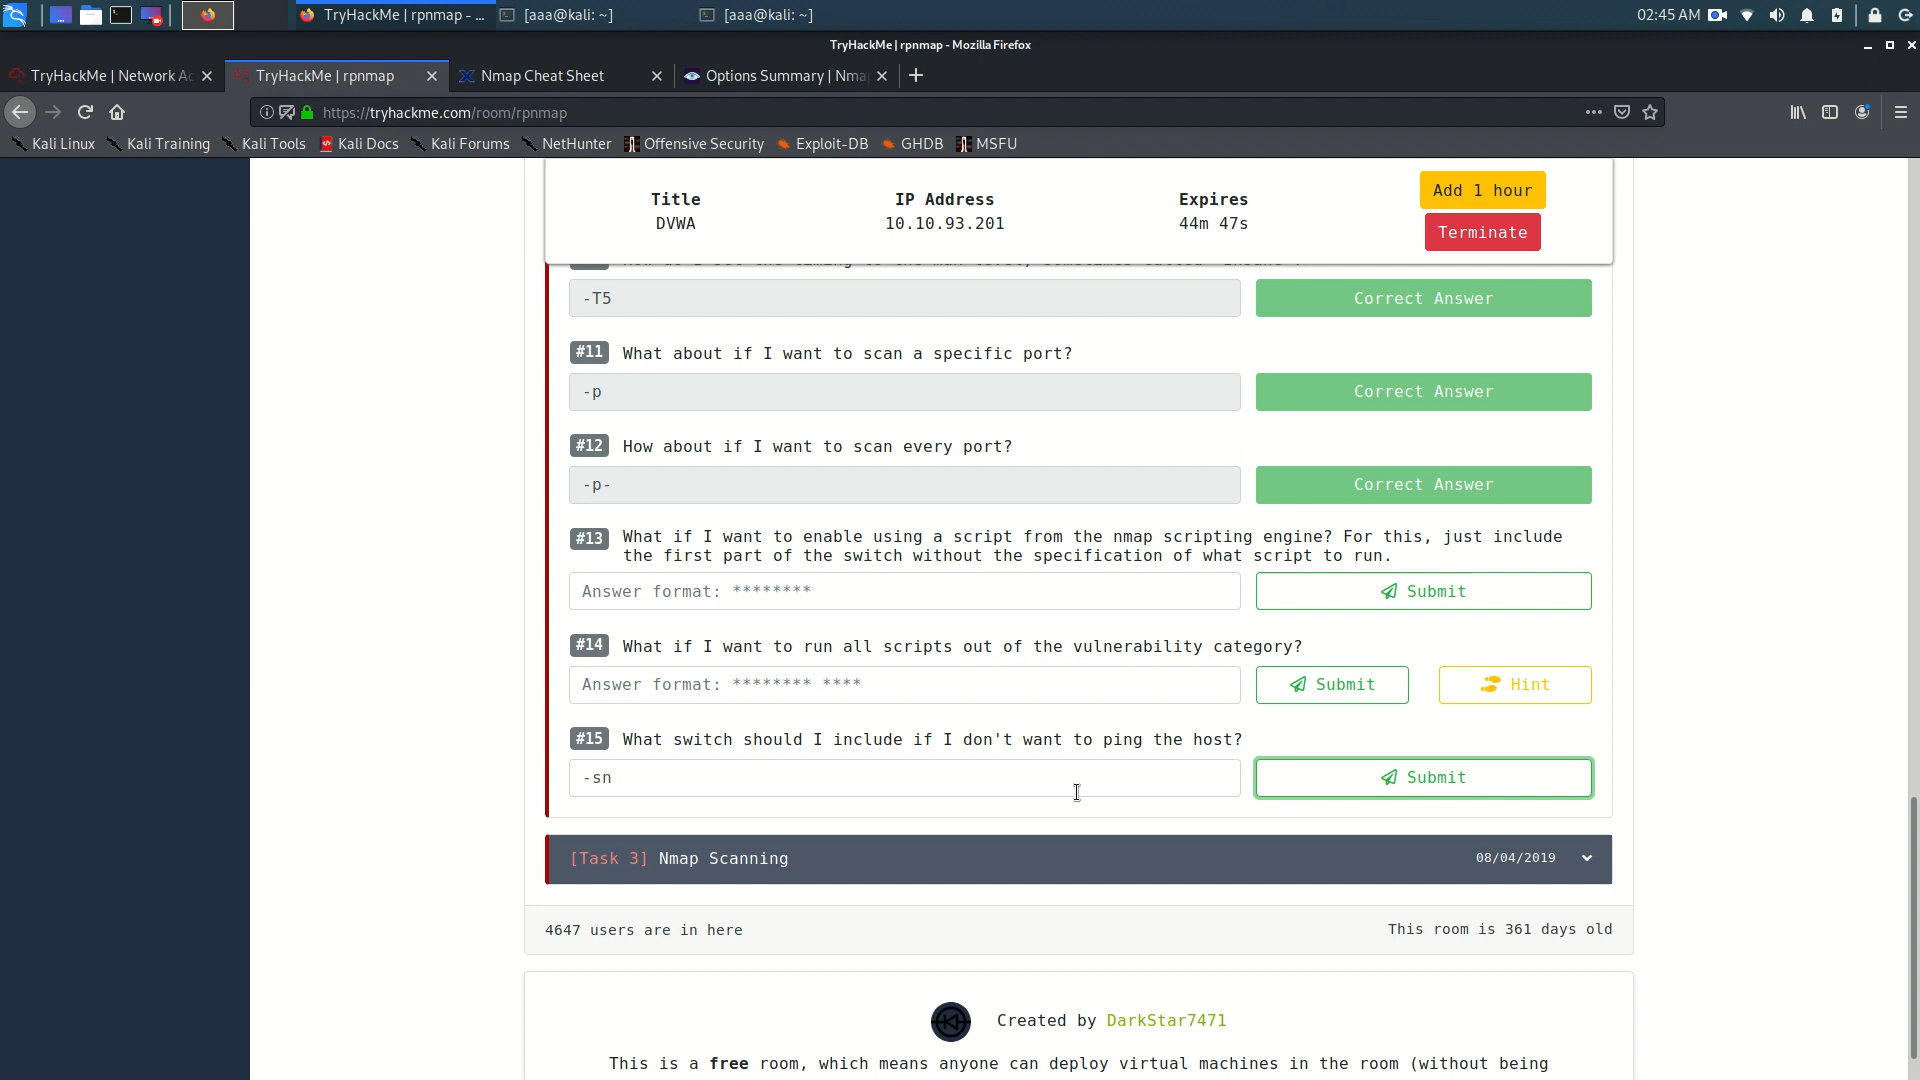 TryHackMe | rpnmap - ...
[aaa@kali: ~]
[aaa@kali: ~]
02:45 AM
TryHackMe | rpnmap - Mozilla Firefox
TryHackMe | Network Ac
TryHackMe | rpnmap
Nmap Cheat Sheet
Options Summary | Nma
https://tryhackme.com/room/rpnmap
Kali Linux
Kali Training
Kali Tools
Kali Docs
Kali Forums
NetHunter
Offensive Security
Exploit-DB
GHDB
MSFU
Title
IP Address
Expires
Add 1 hour
DVWA
10.10.93.201
44m 47s
Terminate
-T5
Correct Answer
#11 What about if I want to scan a specific port?
-p
Correct Answer
#12 How about if I want to scan every port?
-p-
Correct Answer
#13 What if I want to enable using a script from the nmap scripting engine? For this, just include
the first part of the switch without the specification of what script to run.
Answer format: ********
Submit
#14 What if I want to run all scripts out of the vulnerability category?
Answer format: ******** ****
Submit
Hint
#15 What switch should I include if I don't want to ping the host?
-sn
Submit
[Task 3] Nmap Scanning
08/04/2019
4647 users are in here
This room is 361 days old
Created by DarkStar7471
This is a free room, which means anyone can deploy virtual machines in the room (without being